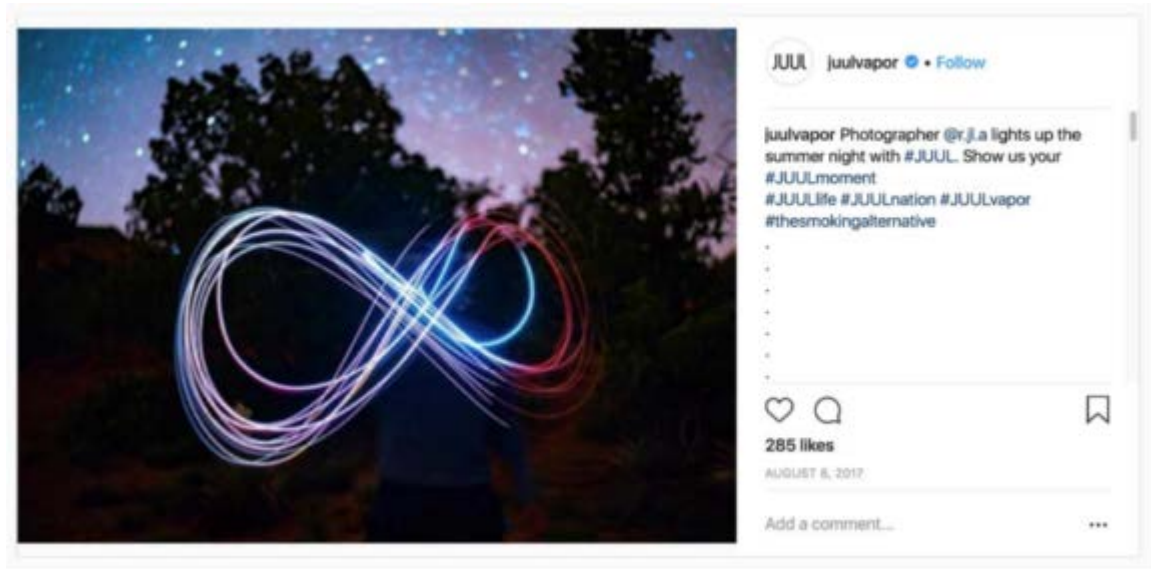 JUUL juulvapor • Follow
juulvapor Photographer @r.jl.a lights up the
summer night with #JUUL. Show us your
#JUULmoment
#JUULlife #JUULnation #JUULvapor
#thesmokingalternative
.
.
.
.
.
.
.
285 likes
AUGUST 8, 2017
Add a comment...